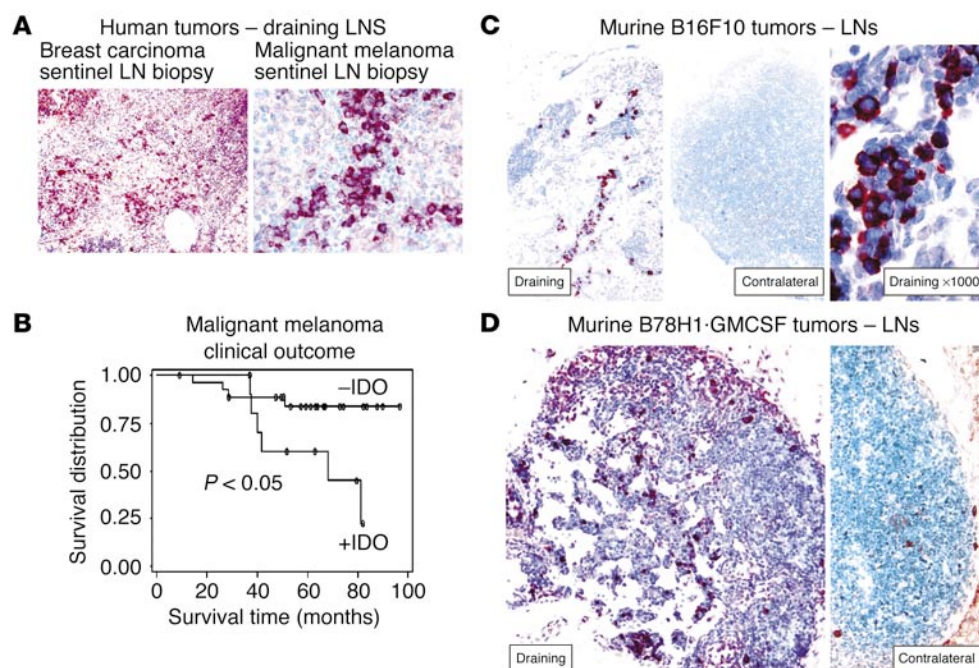 A
Human tumors – draining LNS
Breast carcinoma
sentinel LN biopsy
Malignant melanoma
sentinel LN biopsy
B
Malignant melanoma
clinical outcome
Survival distribution
1.00
0.75
0.50
0.25
0.00
–IDO
P < 0.05
+IDO
0 20 40 60 80 100
Survival time (months)
C
Murine B16F10 tumors – LNs
Draining
Contralateral
Draining ×1000
D
Murine B78H1·GMCSF tumors – LNs
Draining
Contralateral